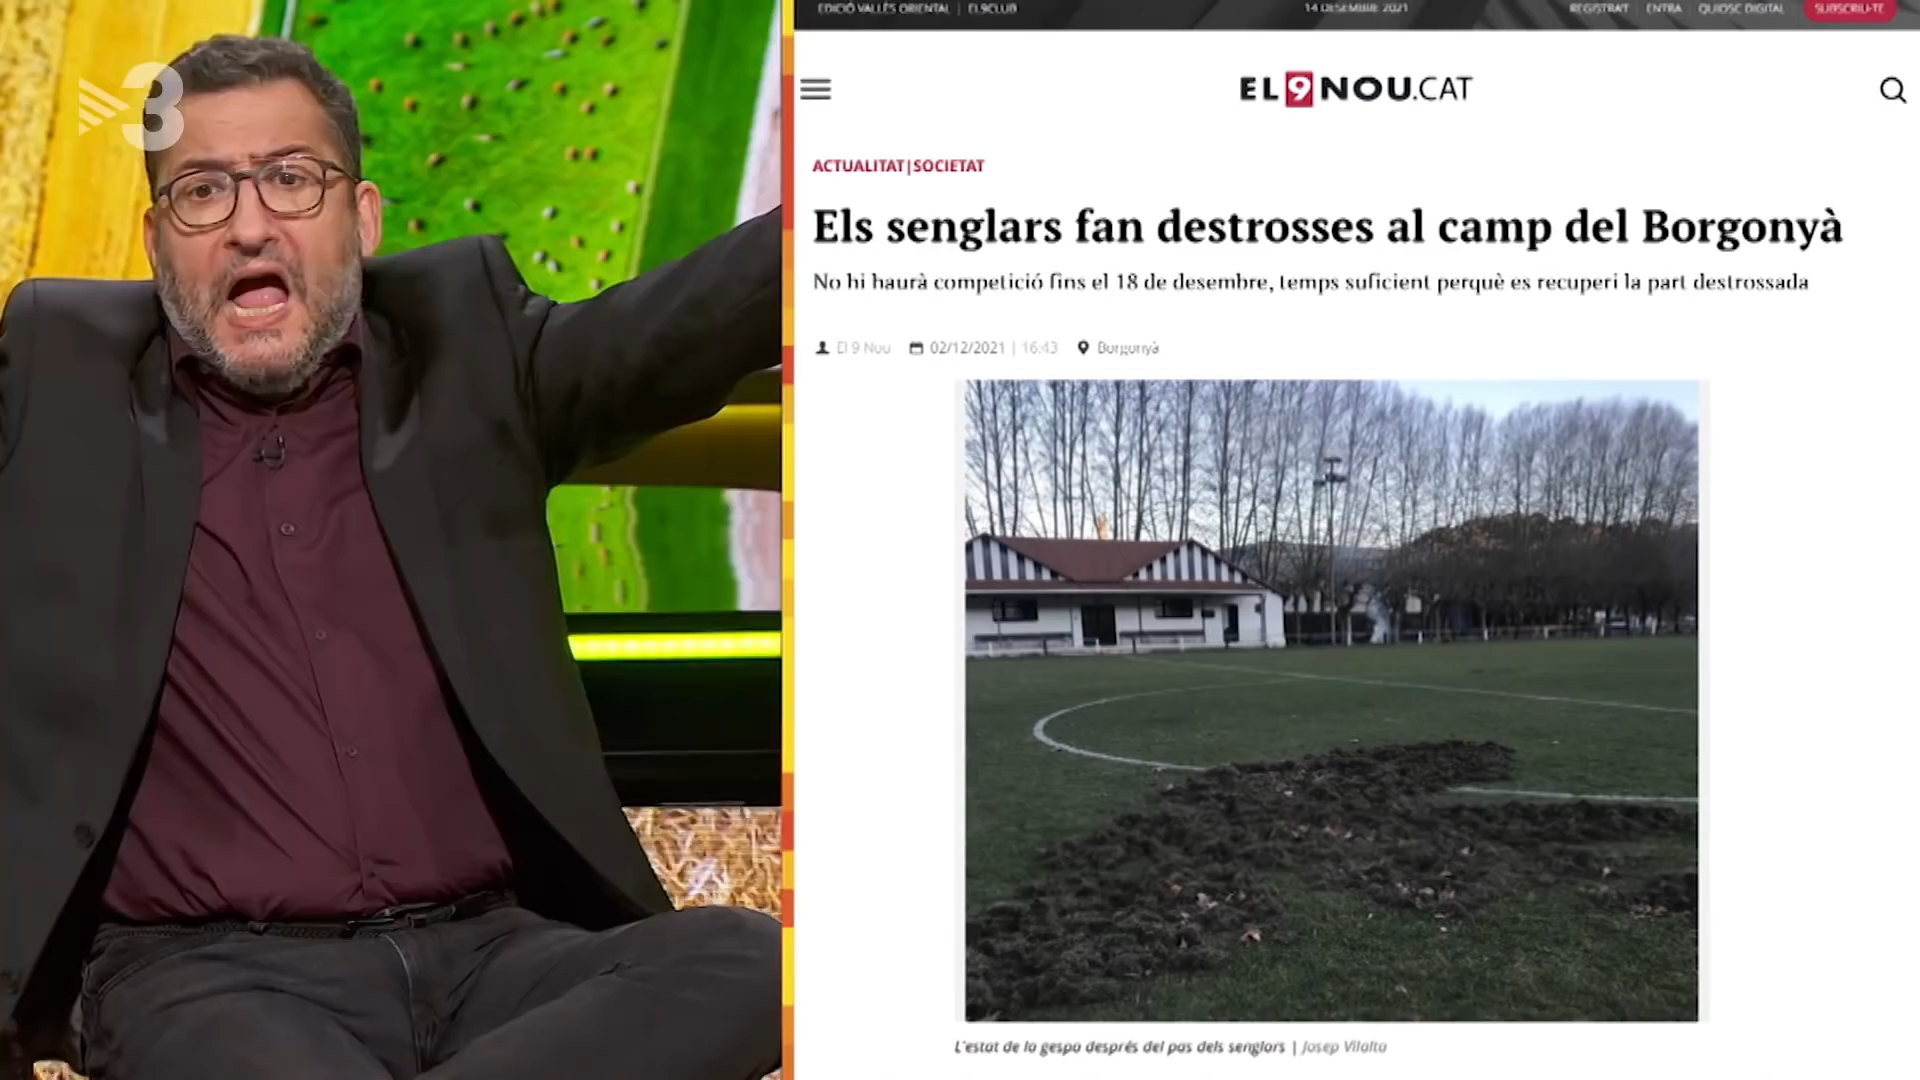 3
EDICIÓ VALLÈS ORIENTAL | EL9CLUB
14 DESEMBRE 2021
REGISTRA'T ENTRA QUIOSC DIGITAL SUBSCRIU-TE
EL9NOU.CAT
ACTUALITAT|SOCIETAT
Els senglars fan destrosses al camp del Borgonyà
No hi haurà competició fins el 18 de desembre, temps suficient perquè es recuperi la part destrossada
El 9 Nou 02/12/2021 | 16:43 Borgonyà
L'estat de la gespa després del pas dels senglars | Josep Vilalta